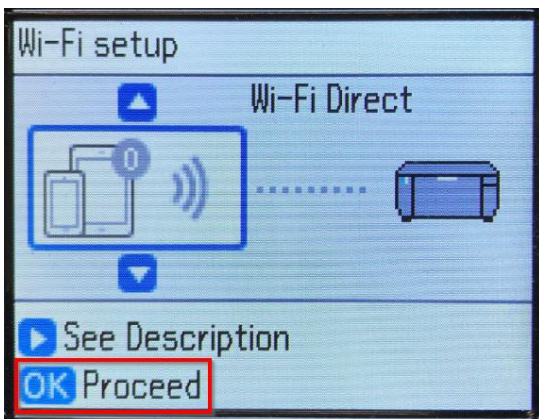 Wi-Fi setup
Wi-Fi Direct
0
See Description
OK Proceed